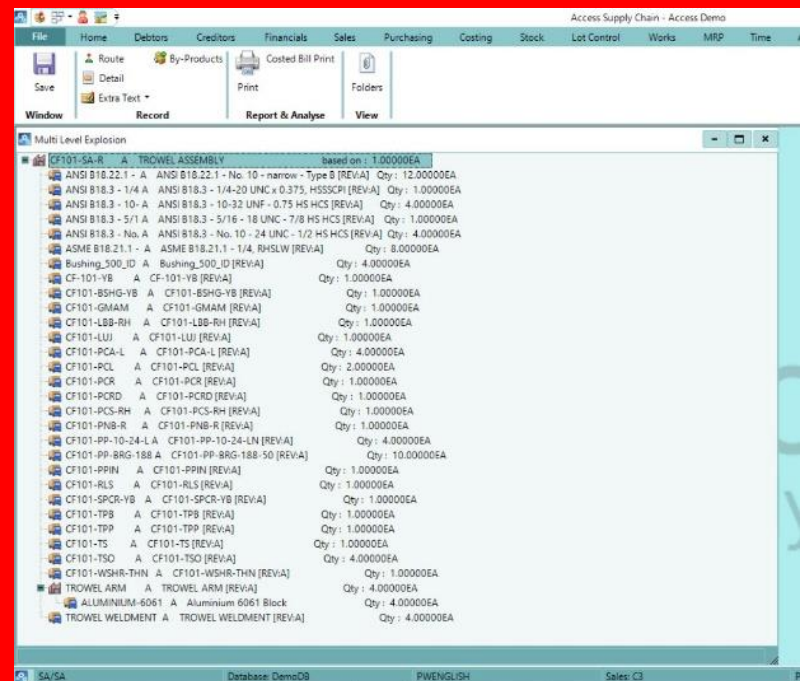 Access Supply Chain - Access Demo
File Home Debtors Creditors Financials Sales Purchasing Costing Stock Lot Control Works MRP Time
Route By-Products Costed Bill Print
Detail
Save Extra Text Print Folders
Window Record Report & Analyse View
Multi Level Explosion
CF101-SA-R A TROWEL ASSEMBLY based on : 1.00000EA
ANSI B18.22.1 - A ANSI B18.22.1 - No. 10 - narrow - Type B [REV:A] Qty : 12.00000EA
ANSI B18.3 - 1/4 A ANSI B18.3 - 1/4-20 UNC x 0.375, HSSSCPI [REV:A] Qty : 1.00000EA
ANSI B18.3 - 10- A ANSI B18.3 - 10-32 UNF - 0.75 HS HCS [REV:A] Qty : 4.00000EA
ANSI B18.3 - 5/1 A ANSI B18.3 - 5/16 - 18 UNC - 7/8 HS HCS [REV:A] Qty : 1.00000EA
ANSI B18.3 - No. A ANSI B18.3 - No. 10 - 24 UNC - 1/2 HS HCS [REV:A] Qty : 4.00000EA
ASME B18.21.1 - A ASME B18.21.1 - 1/4, RHSLW [REV:A] Qty : 8.00000EA
Bushing_500_ID A Bushing_500_ID [REV:A] Qty : 4.00000EA
CF-101-YB A CF-101-YB [REV:A] Qty : 1.00000EA
CF101-BSHG-YB A CF101-BSHG-YB [REV:A] Qty : 1.00000EA
CF101-GMAM A CF101-GMAM [REV:A] Qty : 1.00000EA
CF101-LBB-RH A CF101-LBB-RH [REV:A] Qty : 1.00000EA
CF101-LUJ A CF101-LUJ [REV:A] Qty : 1.00000EA
CF101-PCA-L A CF101-PCA-L [REV:A] Qty : 4.00000EA
CF101-PCL A CF101-PCL [REV:A] Qty : 2.00000EA
CF101-PCR A CF101-PCR [REV:A] Qty : 1.00000EA
CF101-PCRD A CF101-PCRD [REV:A] Qty : 1.00000EA
CF101-PCS-RH A CF101-PCS-RH [REV:A] Qty : 1.00000EA
CF101-PNB-R A CF101-PNB-R [REV:A] Qty : 1.00000EA
CF101-PP-10-24-L A CF101-PP-10-24-LN [REV:A] Qty : 4.00000EA
CF101-PP-BRG-188 A CF101-PP-BRG-188-50 [REV:A] Qty : 10.00000EA
CF101-PPIN A CF101-PPIN [REV:A] Qty : 1.00000EA
CF101-RLS A CF101-RLS [REV:A] Qty : 1.00000EA
CF101-SPCR-YB A CF101-SPCR-YB [REV:A] Qty : 1.00000EA
CF101-TPB A CF101-TPB [REV:A] Qty : 1.00000EA
CF101-TPP A CF101-TPP [REV:A] Qty : 1.00000EA
CF101-TS A CF101-TS [REV:A] Qty : 1.00000EA
CF101-TSO A CF101-TSO [REV:A] Qty : 4.00000EA
CF101-WSHR-THN A CF101-WSHR-THN [REV:A] Qty : 1.00000EA
TROWEL ARM A TROWEL ARM [REV:A] Qty : 4.00000EA
ALUMINIUM-6061 A Aluminium 6061 Block Qty : 4.00000EA
TROWEL WELDMENT A TROWEL WELDMENT [REV:A] Qty : 4.00000EA
SA/SA Database: DemoDB PWENGLISH Sales: C3